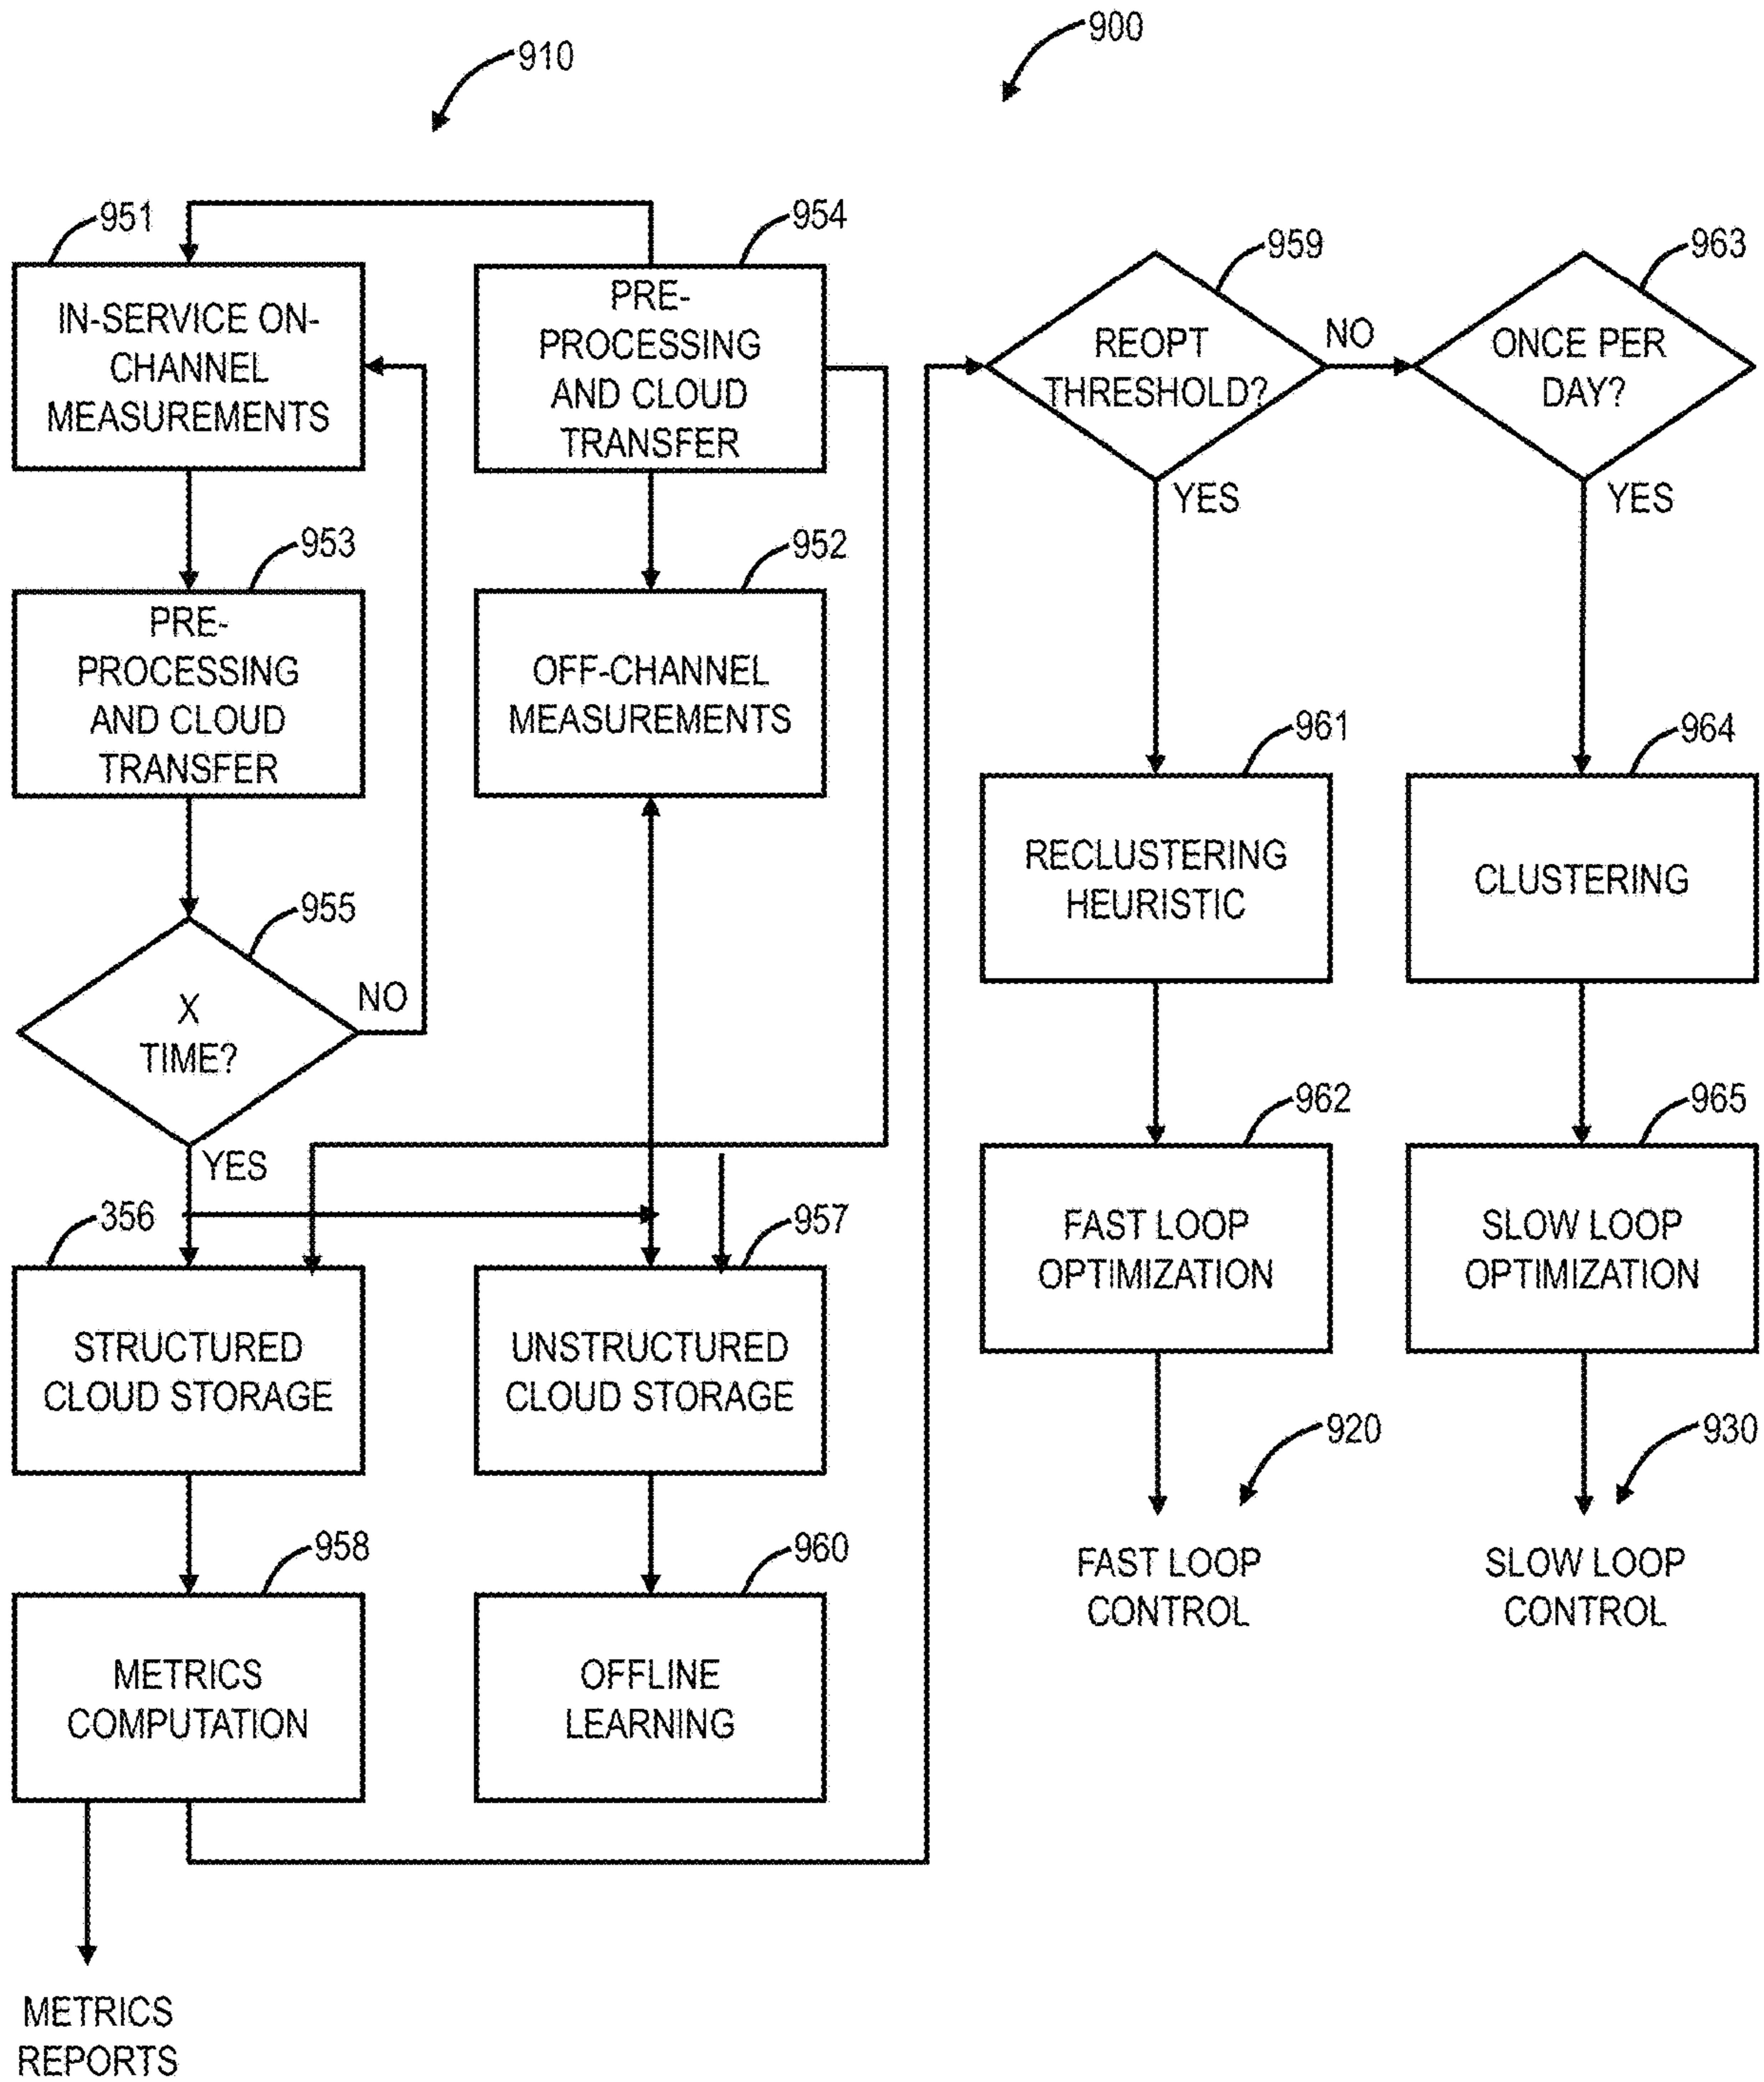 910
900
951
IN-SERVICE ON-
CHANNEL
MEASUREMENTS
954
PRE-
PROCESSING
AND CLOUD
TRANSFER
959
REOPT
THRESHOLD?
NO
YES
963
ONCE PER
DAY?
YES
953
PRE-
PROCESSING
AND CLOUD
TRANSFER
952
OFF-CHANNEL
MEASUREMENTS
961
RECLUSTERING
HEURISTIC
964
CLUSTERING
955
X
TIME?
NO
YES
962
FAST LOOP
OPTIMIZATION
965
SLOW LOOP
OPTIMIZATION
356
STRUCTURED
CLOUD STORAGE
957
UNSTRUCTURED
CLOUD STORAGE
920
FAST LOOP
CONTROL
930
SLOW LOOP
CONTROL
958
METRICS
COMPUTATION
960
OFFLINE
LEARNING
METRICS
REPORTS